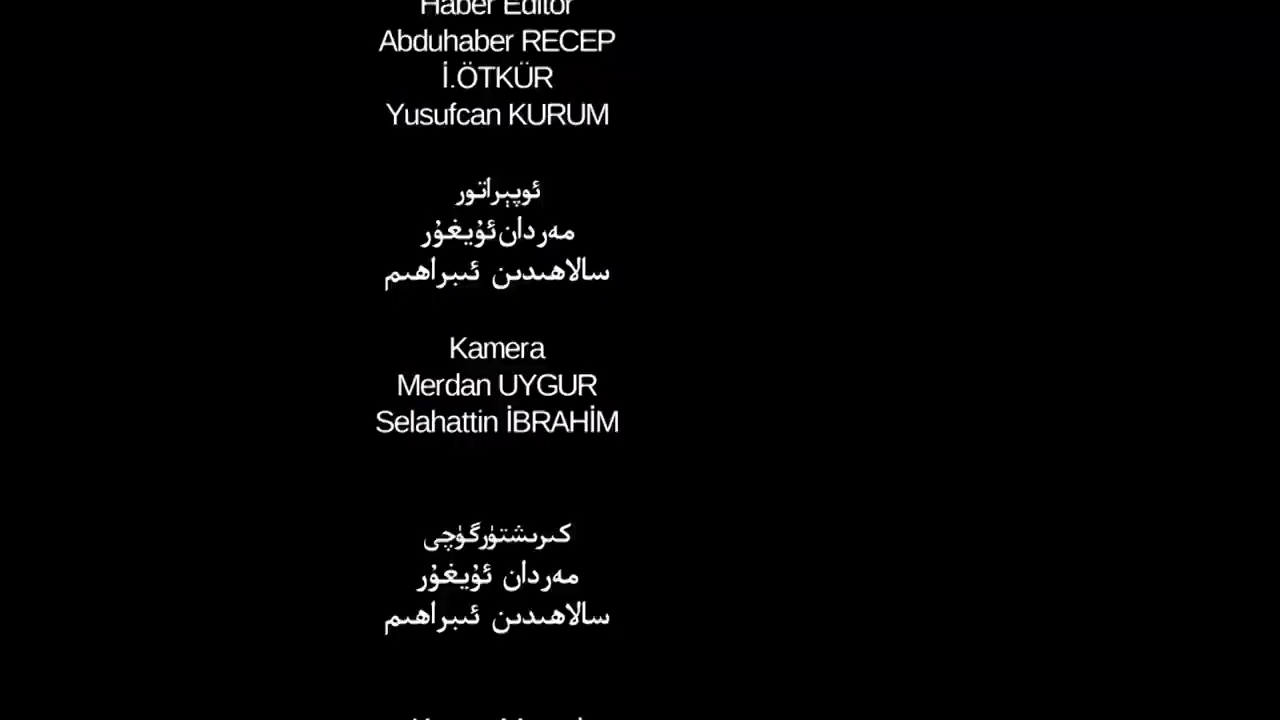 Haber Editör
Abduhaber RECEP
İ.ÖTKÜR
Yusufcan KURUM
ئوپېراتور
مەردان ئۇيغۇر
سالاھىدىن ئىبراھىم
Kamera
Merdan UYGUR
Selahattin İBRAHİM
كىرىشتۈرگۈچى
مەردان ئۇيغۇر
سالاھىدىن ئىبراھىم